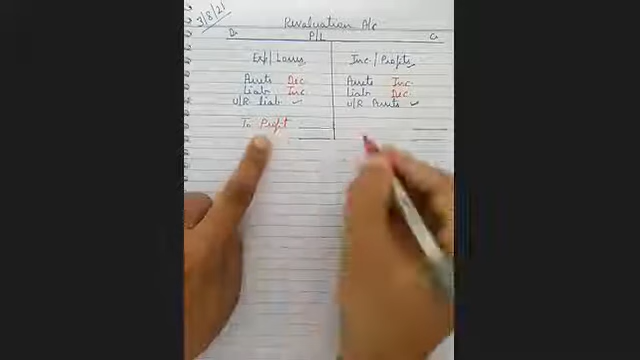 3/8/21
Revaluation A/c
Dr P/L Cr
Exp/Losses Inc/Profits
Assets Dec Assets Inc
Liab Inc Liab Dec
U/R Liab ✓ U/R Assets ✓
To Profit